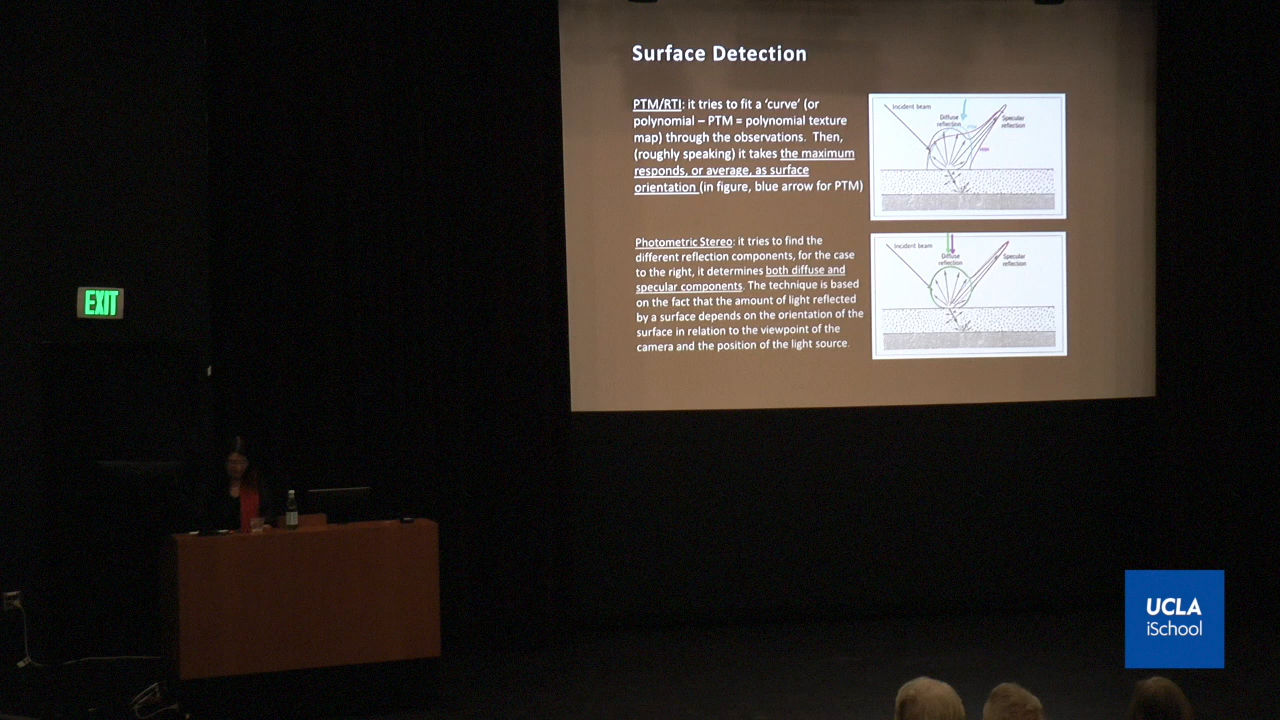 Surface Detection
PTM/RTI: it tries to fit a ‘curve’ (or
polynomial – PTM = polynomial texture
map) through the observations. Then,
(roughly speaking) it takes the maximum
responds, or average, as surface
orientation (in figure, blue arrow for PTM)
Incident beam
Diffuse
reflection
Specular
reflection
Photometric Stereo: it tries to find the
different reflection components, for the case
to the right, it determines both diffuse and
specular components. The technique is based
on the fact that the amount of light reflected
by a surface depends on the orientation of the
surface in relation to the viewpoint of the
camera and the position of the light source.
Incident beam
Diffuse
reflection
Specular
reflection
EXIT
UCLA
iSchool